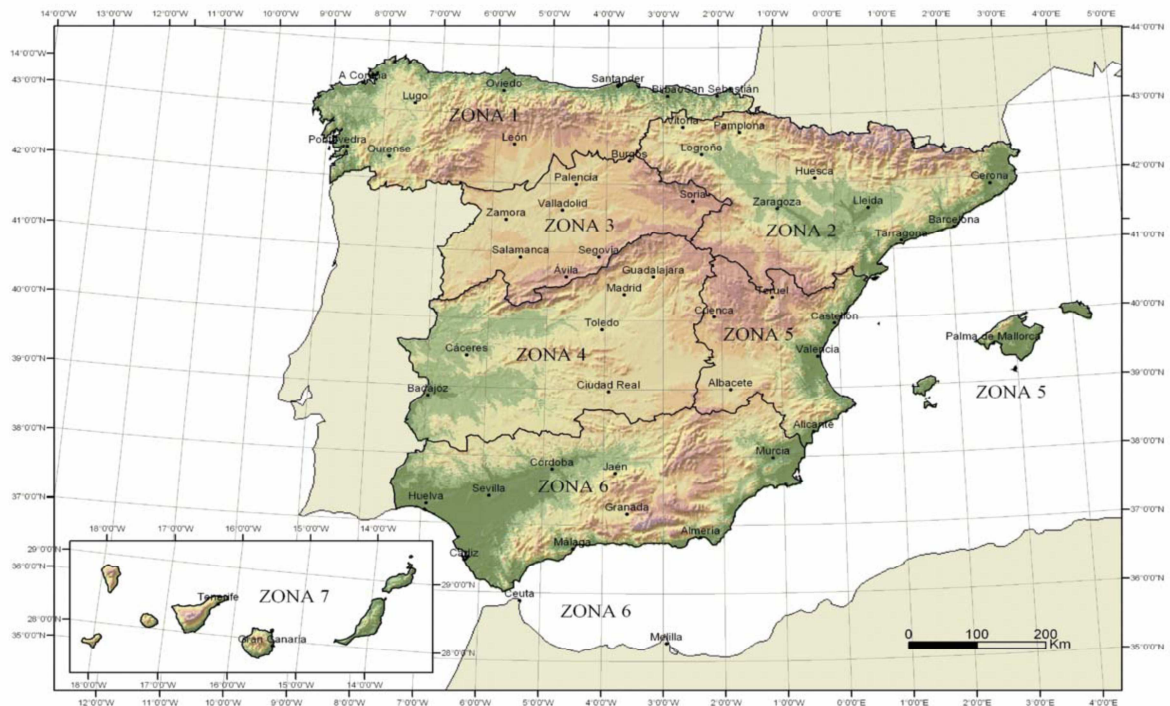 14°0'0"W 10°0'0"W 9°0'0"W 8°0'0"W 7°0'0"W 6°0'0"W 5°0'0"W 4°0'0"W 3°0'0"W 2°0'0"W 1°0'0"W 0°0'0"E 1°0'0"E 2°0'0"E 3°0'0"E 4°0'0"E 5°0'0"E
44°0'0"N
14°0'0"W
43°0'0"N
43°0'0"N
A Coruña
Lugo
Oviedo
Santander
Bilbao
San Sebastián
ZONA 1
Vitoria
Pamplona
León
Pontevedra
Ourense
Burgos
Logroño
42°0'0"N
42°0'0"N
Palencia
Huesca
Gerona
Soria
Valladolid
Zamora
Zaragoza
Lleida
Barcelona
ZONA 3
ZONA 2
Tarragona
41°0'0"N
41°0'0"N
Salamanca
Segovia
Ávila
Guadalajara
Madrid
Teruel
40°0'0"N
40°0'0"N
Cuenca
Castellón
Toledo
ZONA 5
Palma de Mallorca
Cáceres
ZONA 4
Valencia
39°0'0"N
39°0'0"N
Badajóz
Ciudad Real
Albacete
ZONA 5
38°0'0"N
38°0'0"N
Alicante
Murcia
Córdoba
Jaén
Huelva
Sevilla
ZONA 6
Granada
37°0'0"N
37°0'0"N
Almería
Málaga
Cádiz
18°0'0"W 17°0'0"W 16°0'0"W 15°0'0"W 14°0'0"W 13°0'0"W
29°0'0"N
36°0'0"N
29°0'0"N
36°0'0"N
Ceuta
Tenerife
ZONA 7
ZONA 6
Gran Canaria
Melilla
28°0'0"N
35°0'0"N
28°0'0"N
35°0'0"N
0 100 200
Km
18°0'0"W 17°0'0"W 16°0'0"W 15°0'0"W 14°0'0"W
12°0'0"W 11°0'0"W 10°0'0"W 9°0'0"W 8°0'0"W 7°0'0"W 6°0'0"W 5°0'0"W 4°0'0"W 3°0'0"W 2°0'0"W 1°0'0"W 0°0'0"E 1°0'0"E 2°0'0"E 3°0'0"E 4°0'0"E